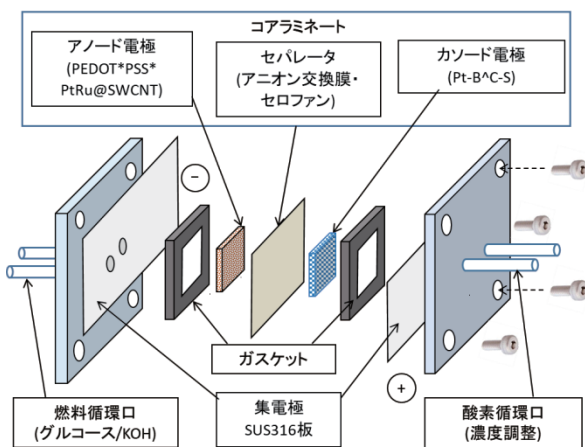 コアラミネート
アノード電極
(PEDOT*PSS*
PtRu@SWCNT)
セパレータ
(アニオン交換膜・
セロファン)
カソード電極
(Pt-B^C-S)
−
ガスケット
+
燃料循環口
(グルコース/KOH)
集電極
SUS316板
酸素循環口
(濃度調整)